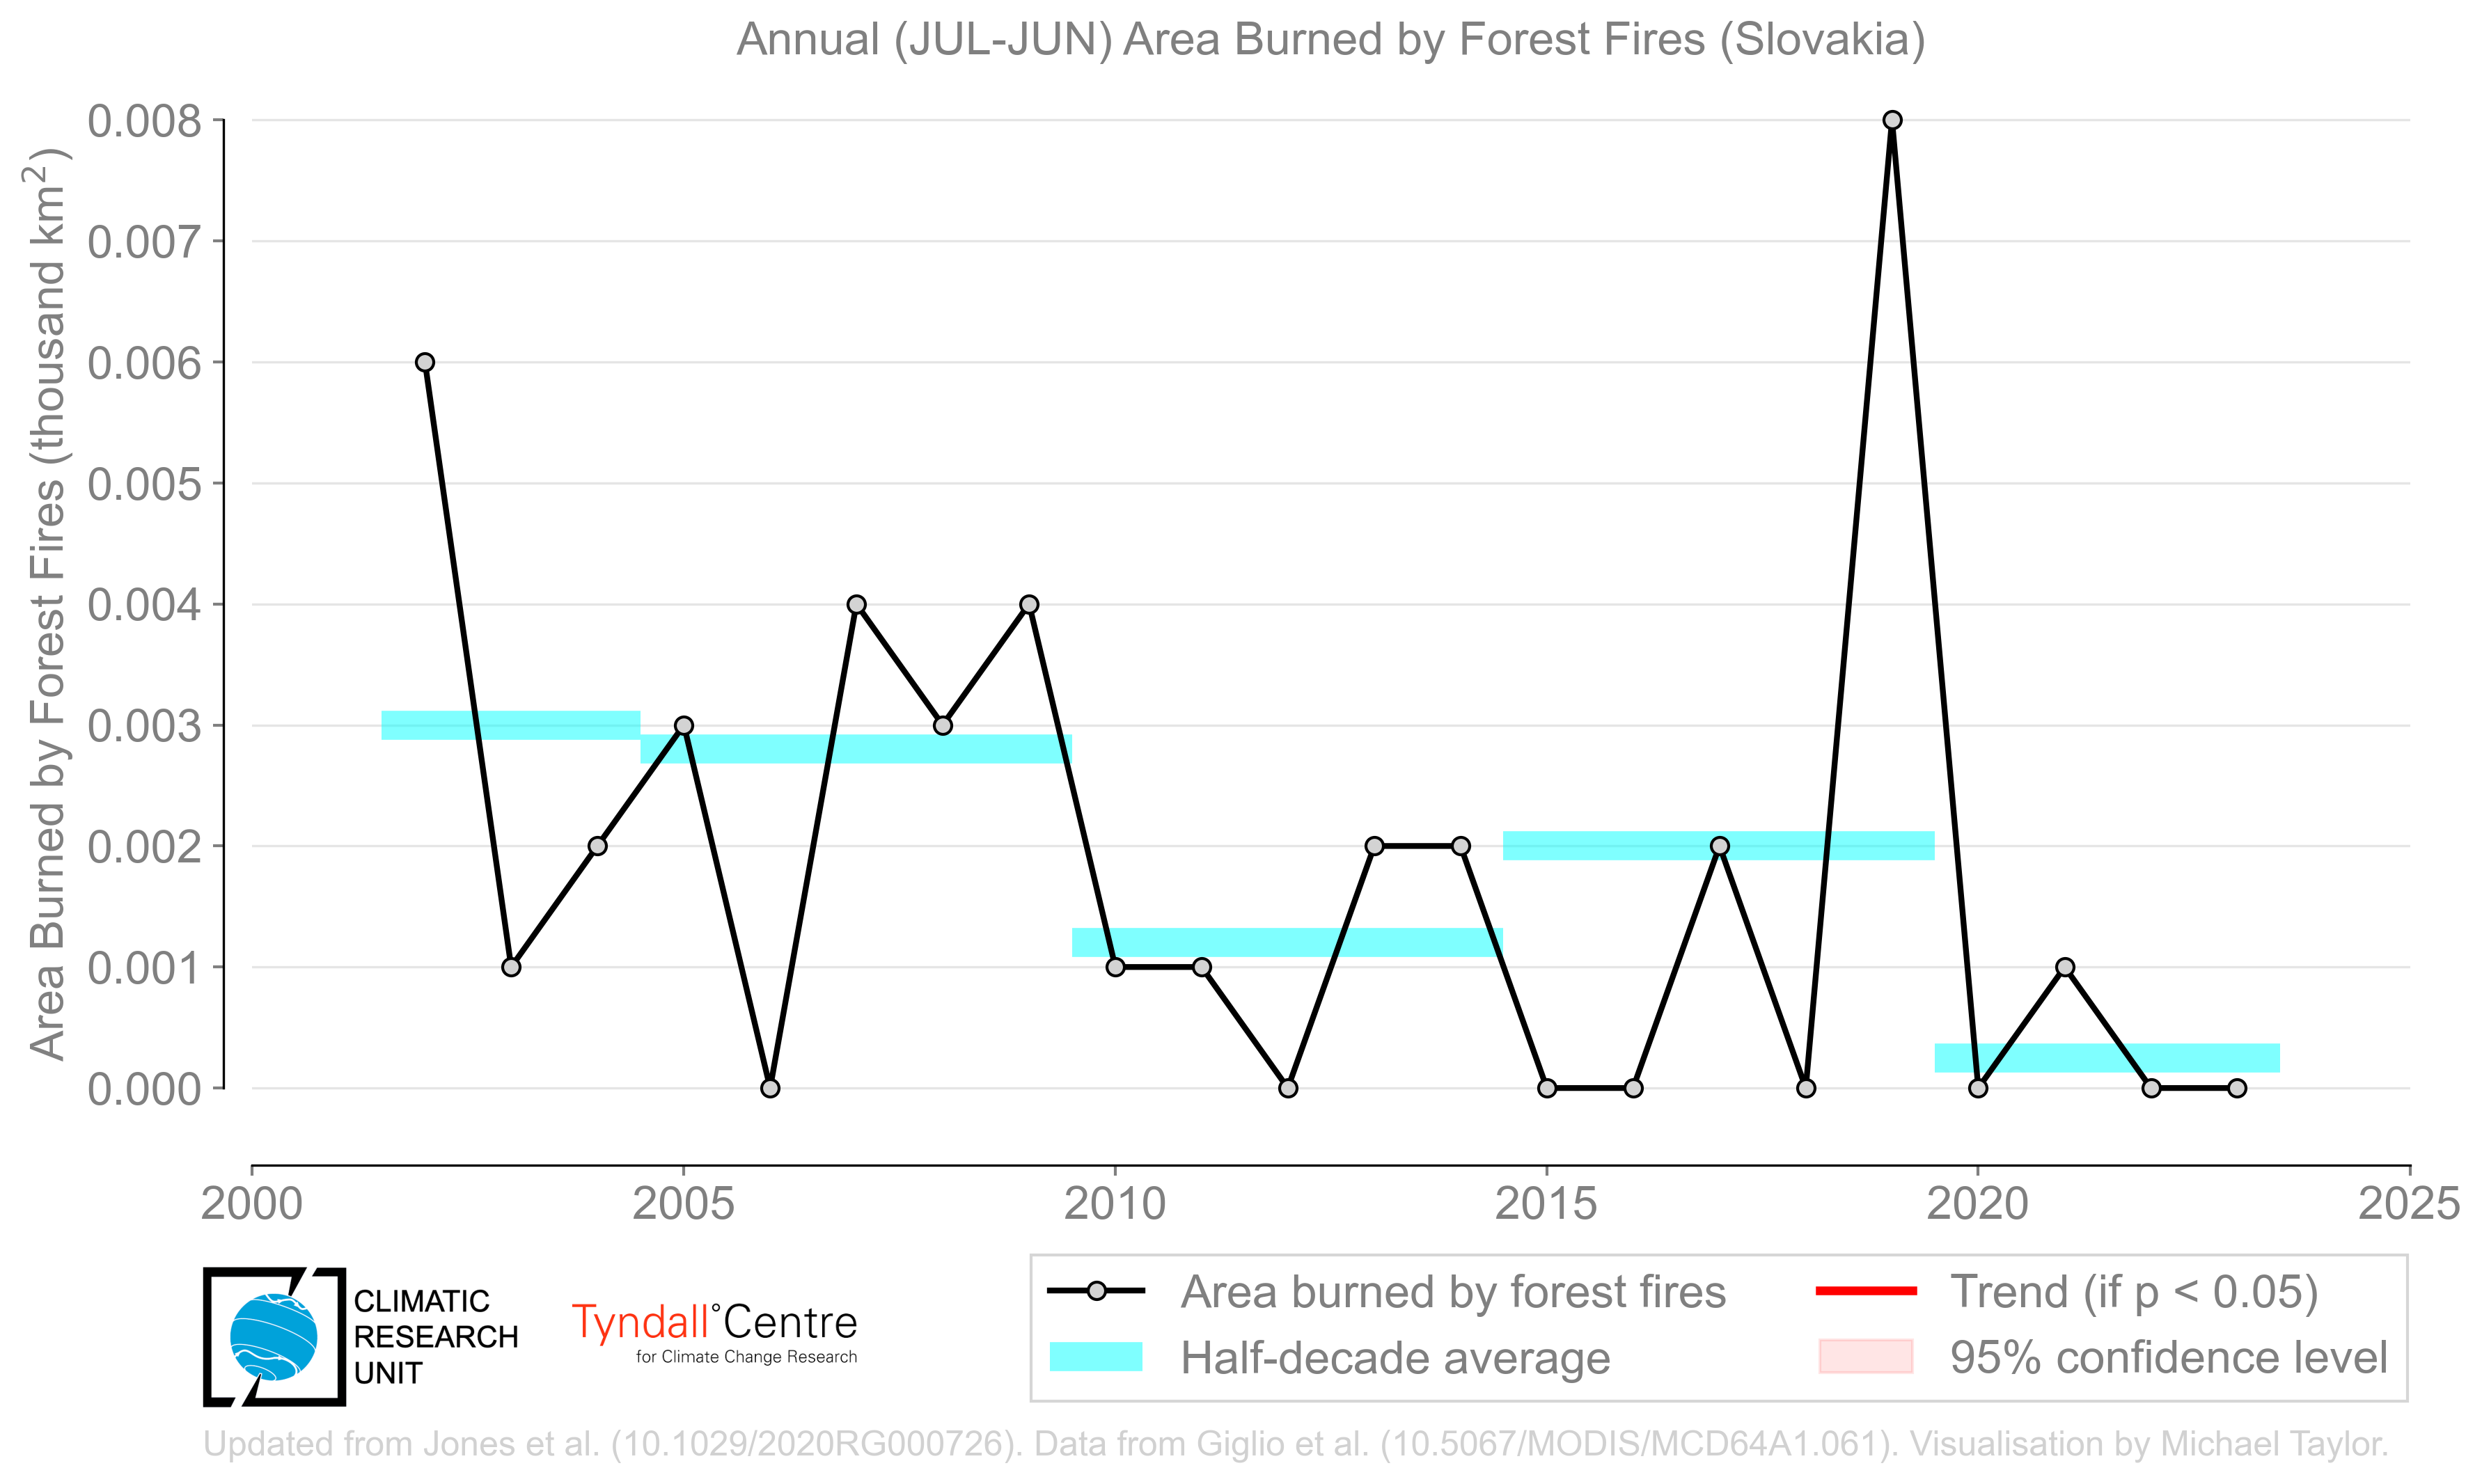 Annual (JUL-JUN) Area Burned by Forest Fires (Slovakia)
Area Burned by Forest Fires (thousand km²)
0.008
0.007
0.006
0.005
0.004
0.003
0.002
0.001
0.000
2000 2005 2010 2015 2020 2025
CLIMATIC
RESEARCH
UNIT
Tyndall°Centre
for Climate Change Research
Area burned by forest fires
Half-decade average
Trend (if p < 0.05)
95% confidence level
Updated from Jones et al. (10.1029/2020RG000726). Data from Giglio et al. (10.5067/MODIS/MCD64A1.061). Visualisation by Michael Taylor.